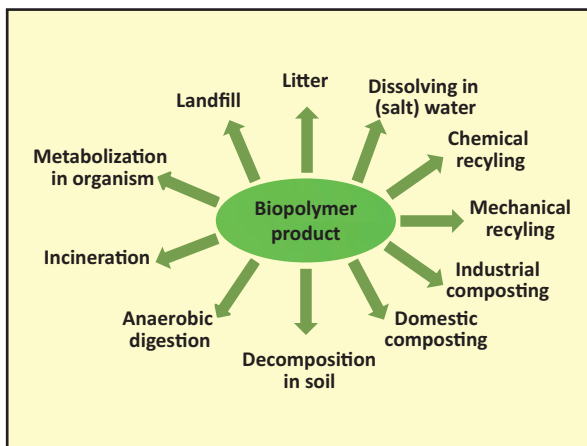 Litter
Dissolving in
(salt) water
Landfill
Chemical
recyling
Metabolization
in organism
Biopolymer
product
Mechanical
recyling
Incineration
Industrial
composting
Anaerobic
digestion
Domestic
composting
Decomposition
in soil